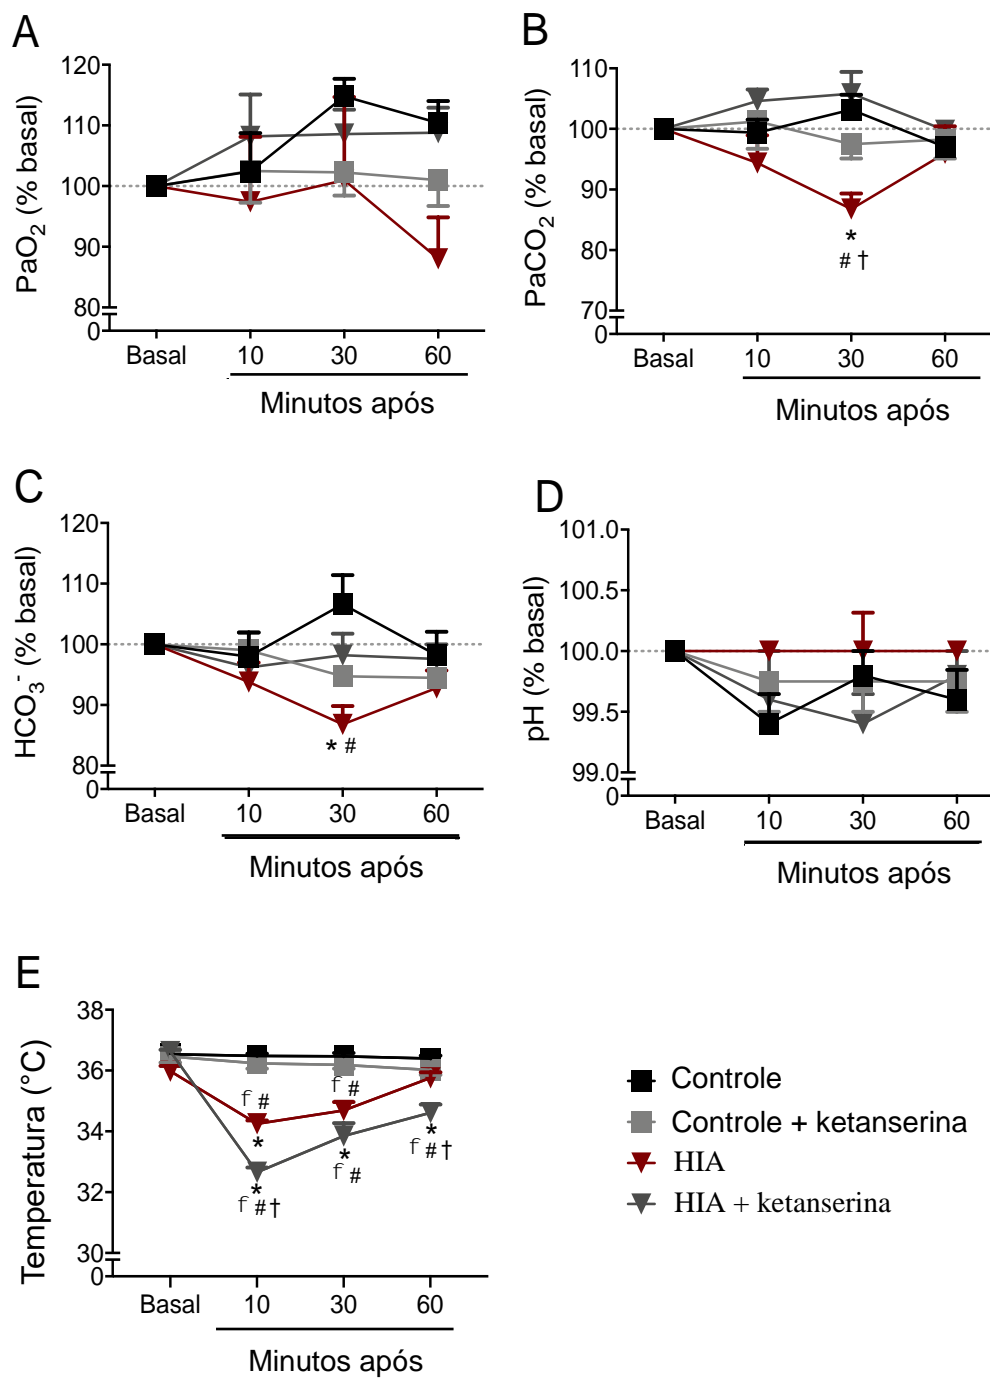 A
PaO2 (% basal)
120
110
100
90
80
0
Basal 10 30 60
Minutos após
B
PaCO2 (% basal)
110
100
90
80
70
0
*
# †
Basal 10 30 60
Minutos após
C
HCO3- (% basal)
120
110
100
90
80
0
* #
Basal 10 30 60
Minutos após
D
pH (% basal)
101.0
100.5
100.0
99.5
99.0
0
Basal 10 30 60
Minutos após
E
Temperatura (°C)
38
36
34
32
30
0
f #
*
f #
*
f # †
*
f #
*
f # †
Basal 10 30 60
Minutos após
Controle
Controle + ketanserina
HIA
HIA + ketanserina